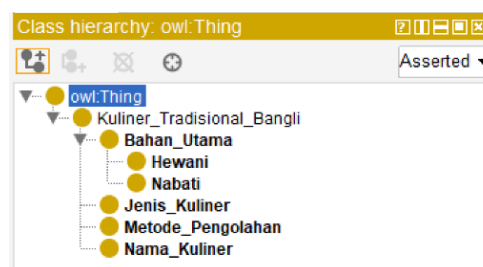 Class hierarchy: owl:Thing
Asserted
owl:Thing
Kuliner_Tradisional_Bangli
Bahan_Utama
Hewani
Nabati
Jenis_Kuliner
Metode_Pengolahan
Nama_Kuliner